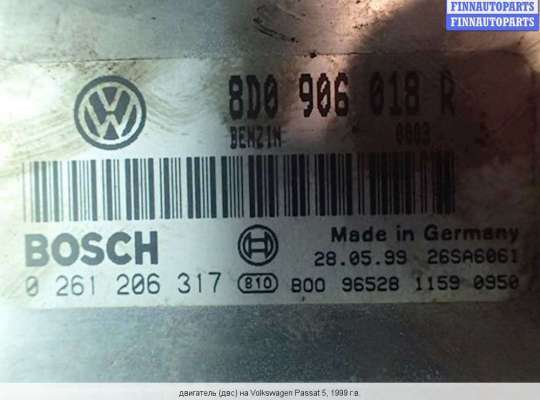 FINNAUTOPARTS
FINNAUTOPARTS
FINNAUTOPARTS
8D0 906 018 R
BENZIN 0003
BOSCH
Made in Germany
28.05.99 26SA6061
0 261 206 317 810 B00 96528 1159 0950
двигатель (двс) на Volkswagen Passat 5, 1999 г.в.